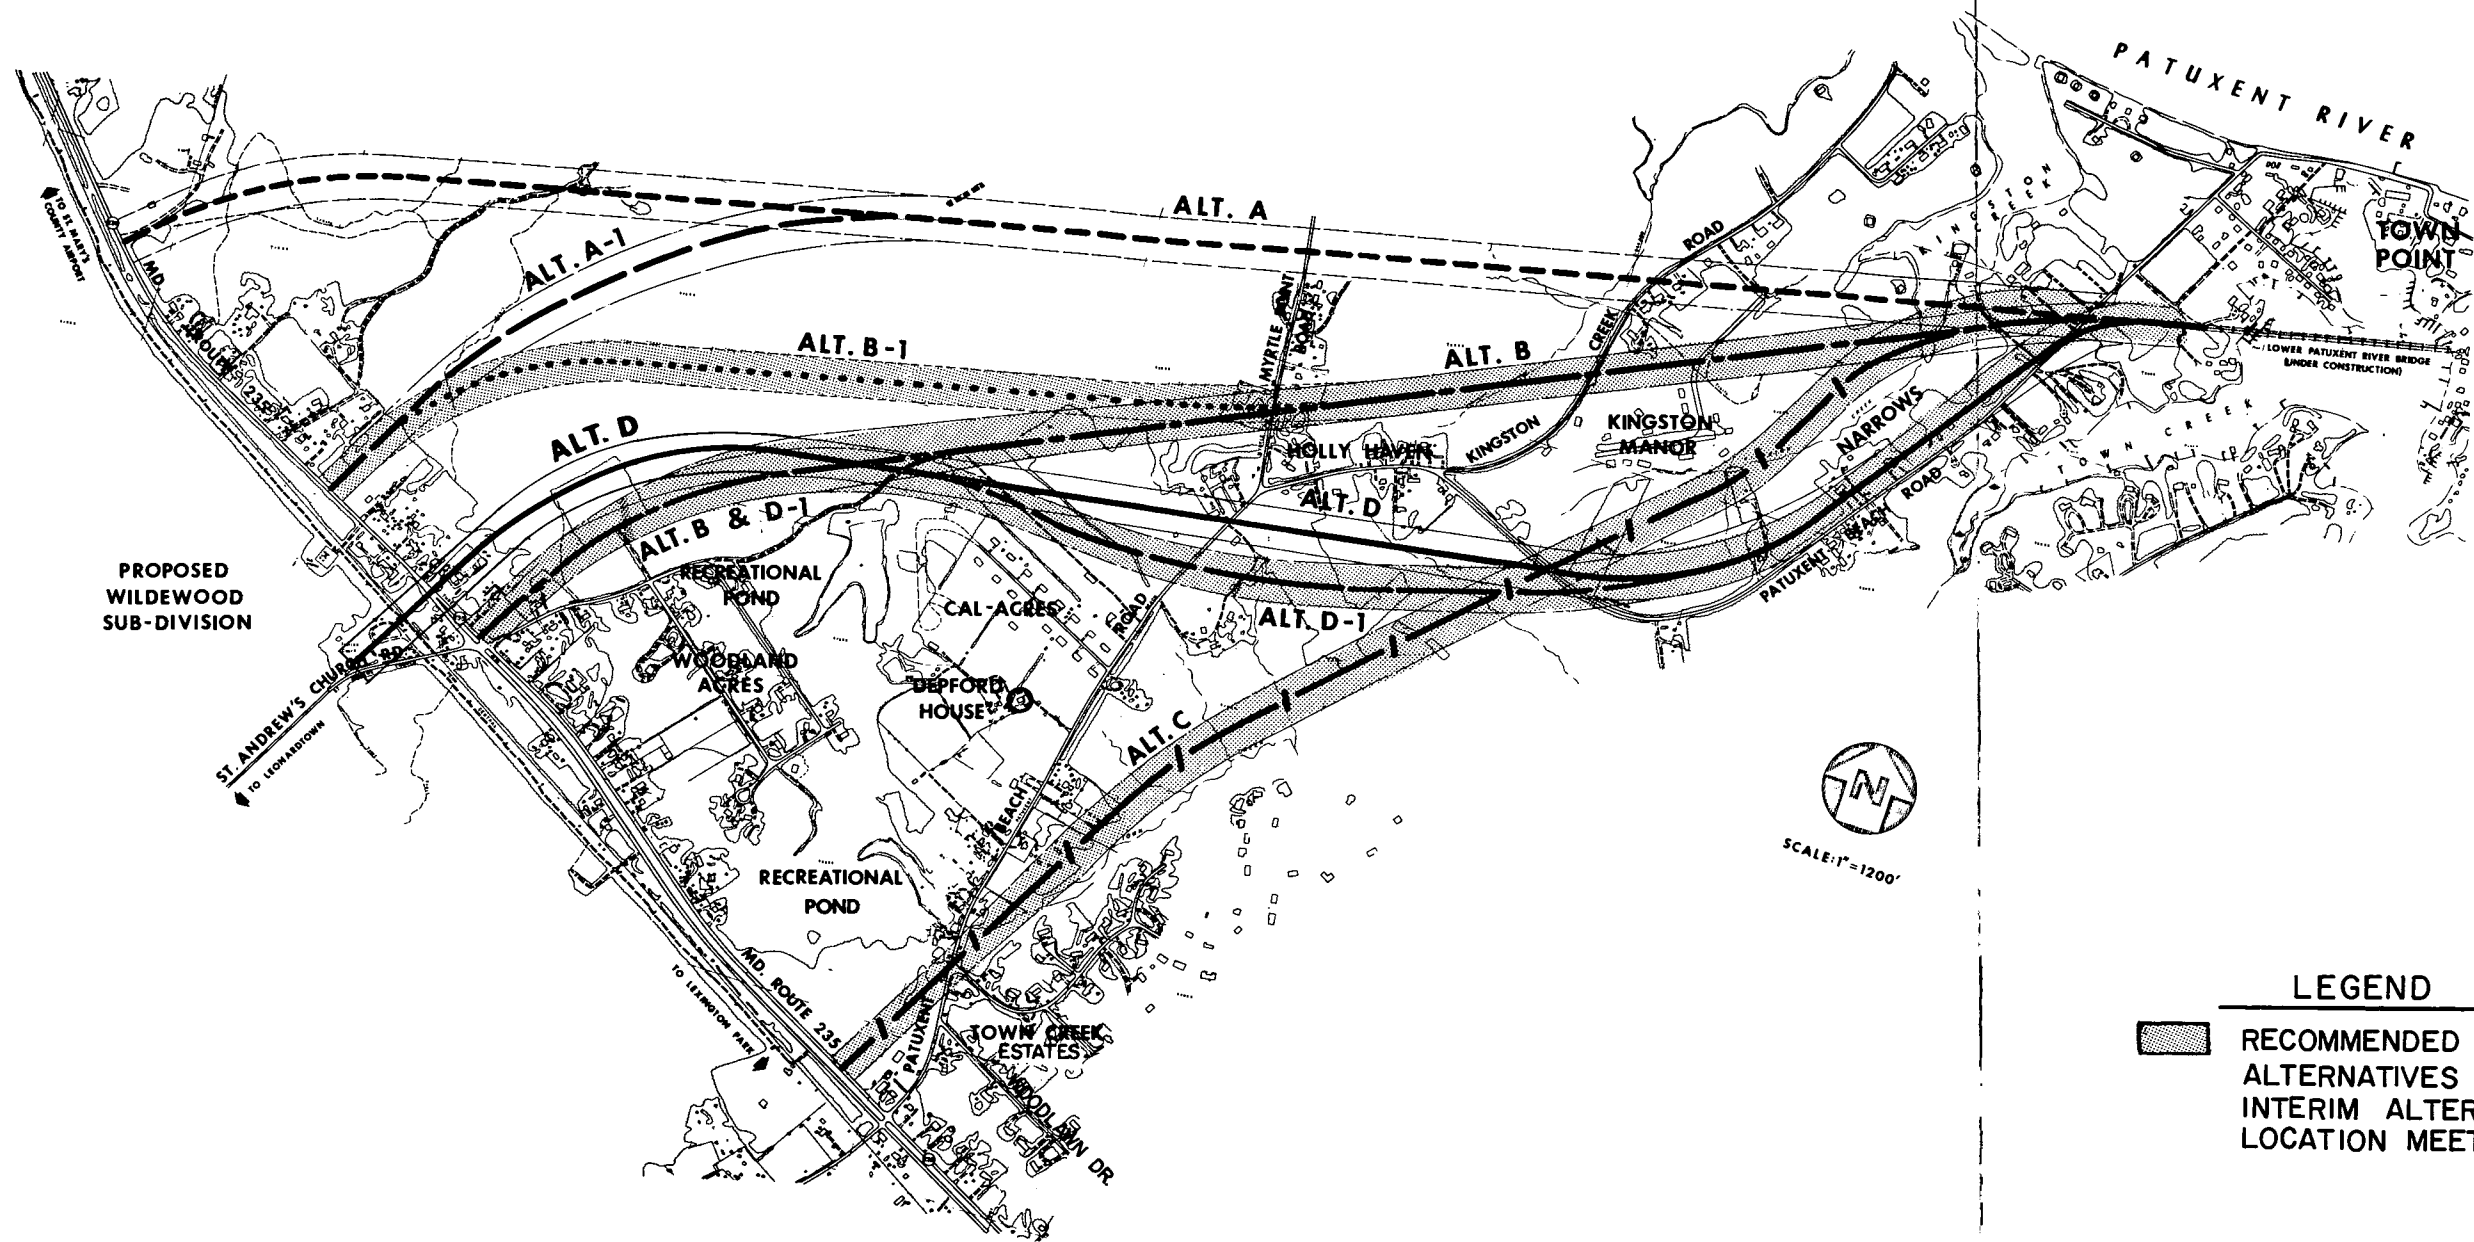 PATUXENT RIVER
TO ST. MARY'S
COUNTY AIRPORT
MD.
ROUTE
235
ALT. A
ALT. A-1
ROAD
KINGSTON
CREEK
TOWN
POINT
MYRTLE POINT
ROAD
CREEK
ALT. B-1
ALT. B
LOWER PATUXENT RIVER BRIDGE
(UNDER CONSTRUCTION)
ALT. D
HOLLY HAVEN
KINGSTON
KINGSTON
MANOR
NARROWS
TOWN CREEK
ALT. D
ROAD
BEACH
PATUXENT
ALT. B & D-1
PROPOSED
WILDEWOOD
SUB-DIVISION
RECREATIONAL
POND
CAL-ACRES
ROAD
ALT. D-1
ST. ANDREW'S CHURCH RD.
TO LEONARDTOWN
WOODLAND
ACRES
"DEPFORD
HOUSE"
ALT. C
N
SCALE: 1"=1200'
BEACH
RECREATIONAL
POND
MD. ROUTE 235
TO LEXINGTON PARK
PATUXENT
TOWN CREEK
ESTATES
WOODLAWN DR.
LEGEND
RECOMMENDED
ALTERNATIVES
INTERIM ALTER
LOCATION MEET